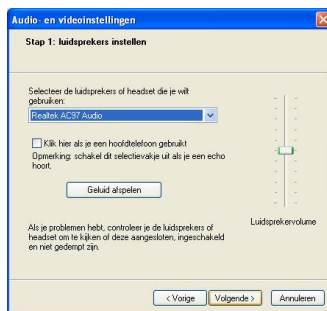 Audio- en videoinstellingen
Stap 1: luidsprekers instellen
Selecteer de luidsprekers of headset die je wilt
gebruiken:
Realtek AC97 Audio
Klik hier als je een hoofdtelefoon gebruikt
Opmerking: schakel dit selectievakje uit als je een echo
hoort.
Geluid afspelen
Luidsprekervolume
Als je problemen hebt, controleer je de luidsprekers of
headset om te kijken of deze aangesloten, ingeschakeld
en niet gedempt zijn.
< Vorige
Volgende >
Annuleren